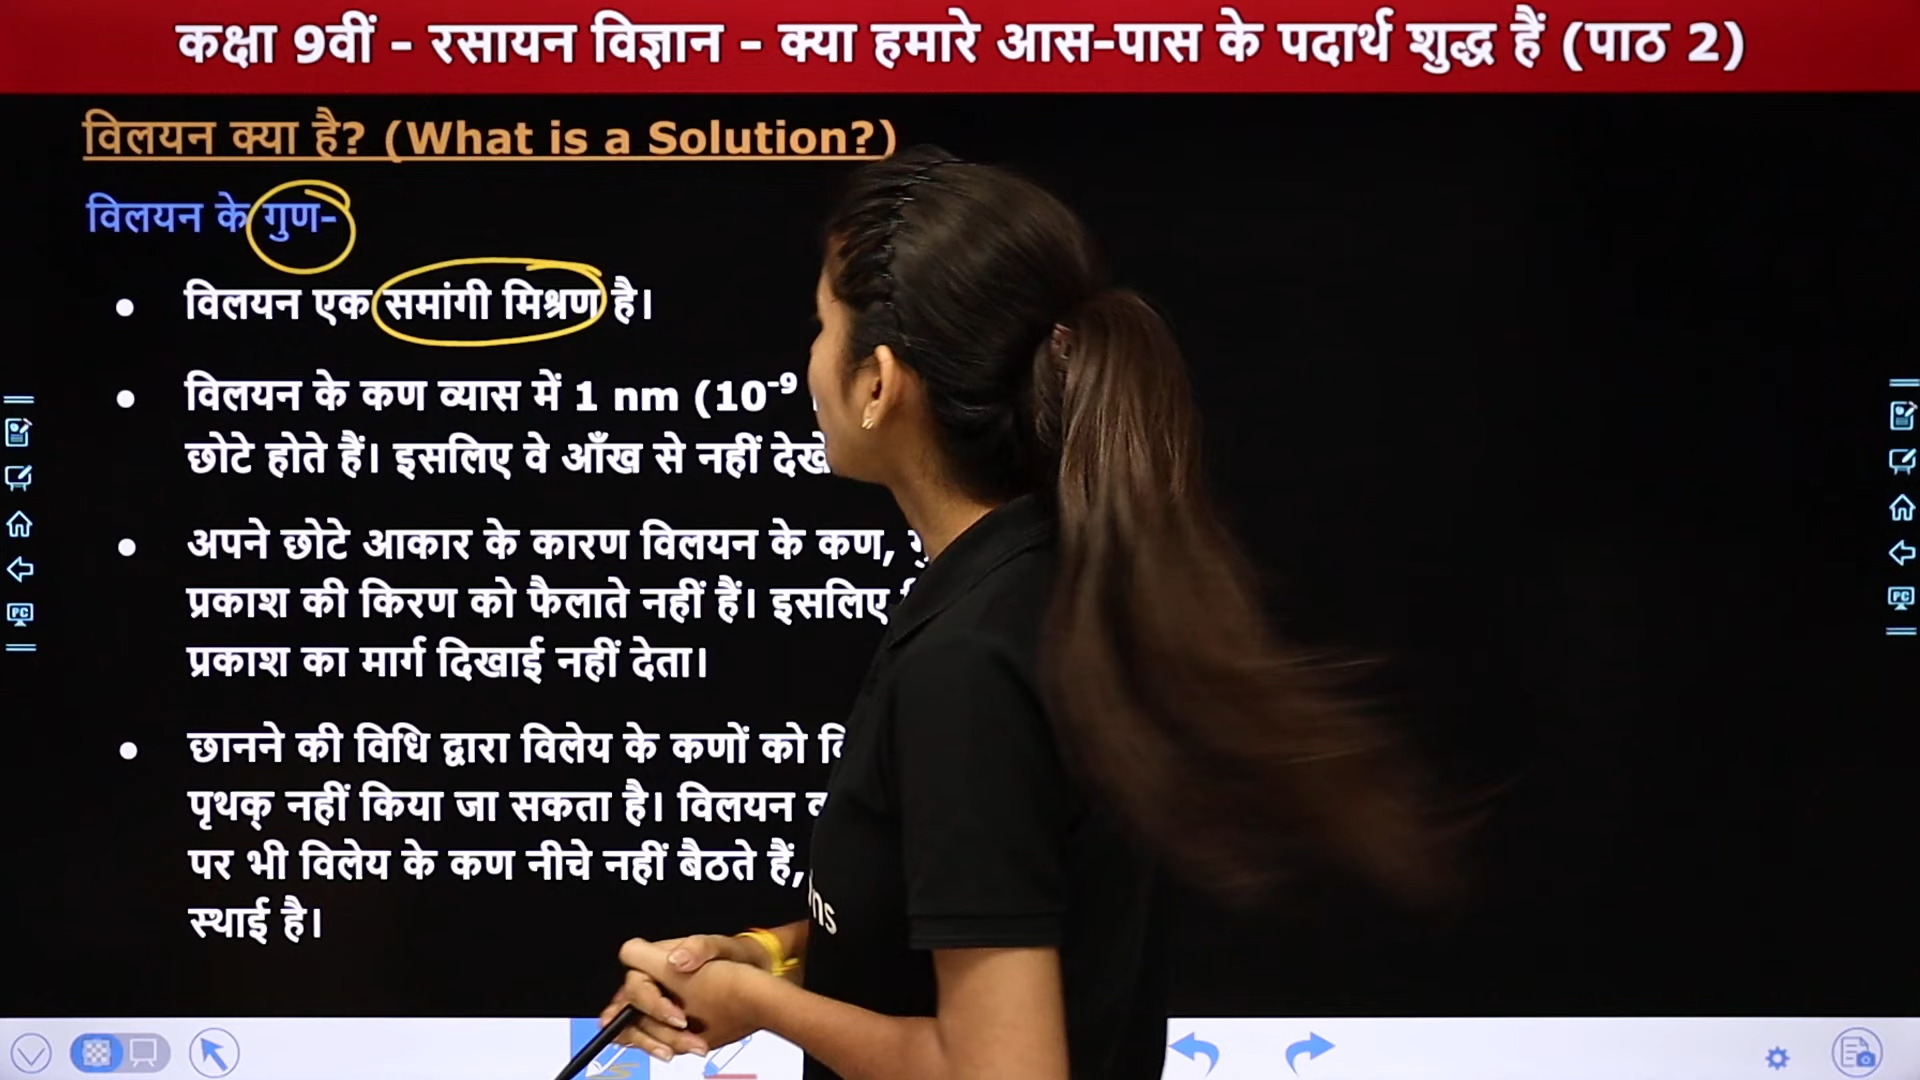 कक्षा 9वीं - रसायन विज्ञान - क्या हमारे आस-पास के पदार्थ शुद्ध हैं (पाठ 2)
विलयन क्या है? (What is a Solution?)
विलयन के गुण-
• विलयन एक समांगी मिश्रण है।
• विलयन के कण व्यास में 1 nm (10⁻⁹
छोटे होते हैं। इसलिए वे आँख से नहीं
• अपने छोटे आकार के कारण विलयन के कण,
प्रकाश की किरण को फैलाते नहीं हैं। इसलिए
प्रकाश का मार्ग दिखाई नहीं देता।
• छानने की विधि द्वारा विलेय के कणों को
पृथक् नहीं किया जा सकता है। विलयन
पर भी विलेय के कण नीचे नहीं बैठते हैं,
स्थाई है।
PC
PC